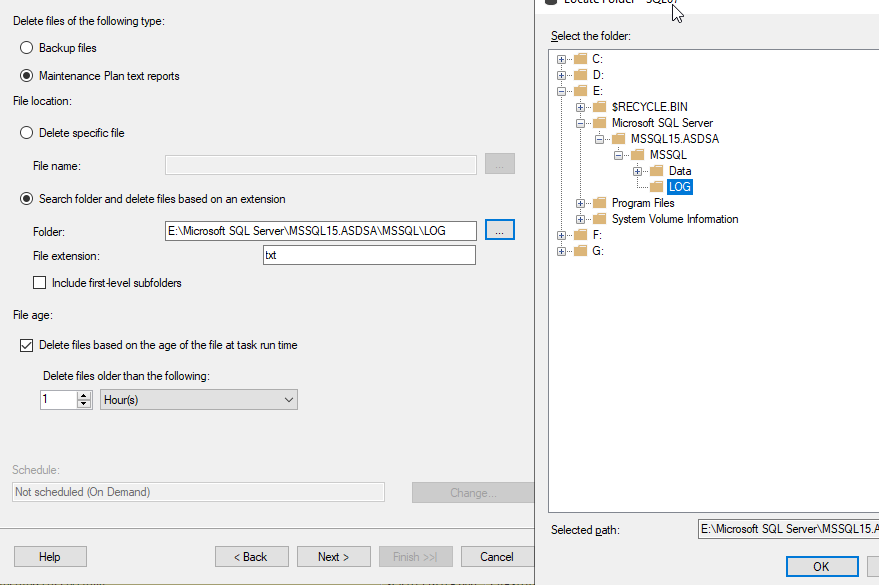 Delete files of the following type:
Backup files
Maintenance Plan text reports
File location:
Delete specific file
File name:
...
Search folder and delete files based on an extension
Folder:
E:\Microsoft SQL Server\MSSQL15.ASDSA\MSSQL\LOG
...
File extension:
txt
Include first-level subfolders
File age:
Delete files based on the age of the file at task run time
Delete files older than the following:
1
Hour(s)
Schedule:
Not scheduled (On Demand)
Change...
Help
< Back
Next >
Finish >>|
Cancel
Locate Folder - 
Select the folder:
C:
D:
E:
$RECYCLE.BIN
Microsoft SQL Server
MSSQL15.ASDSA
MSSQL
Data
LOG
Program Files
System Volume Information
F:
G:
Selected path:
E:\Microsoft SQL Server\MSSQL15.A
OK